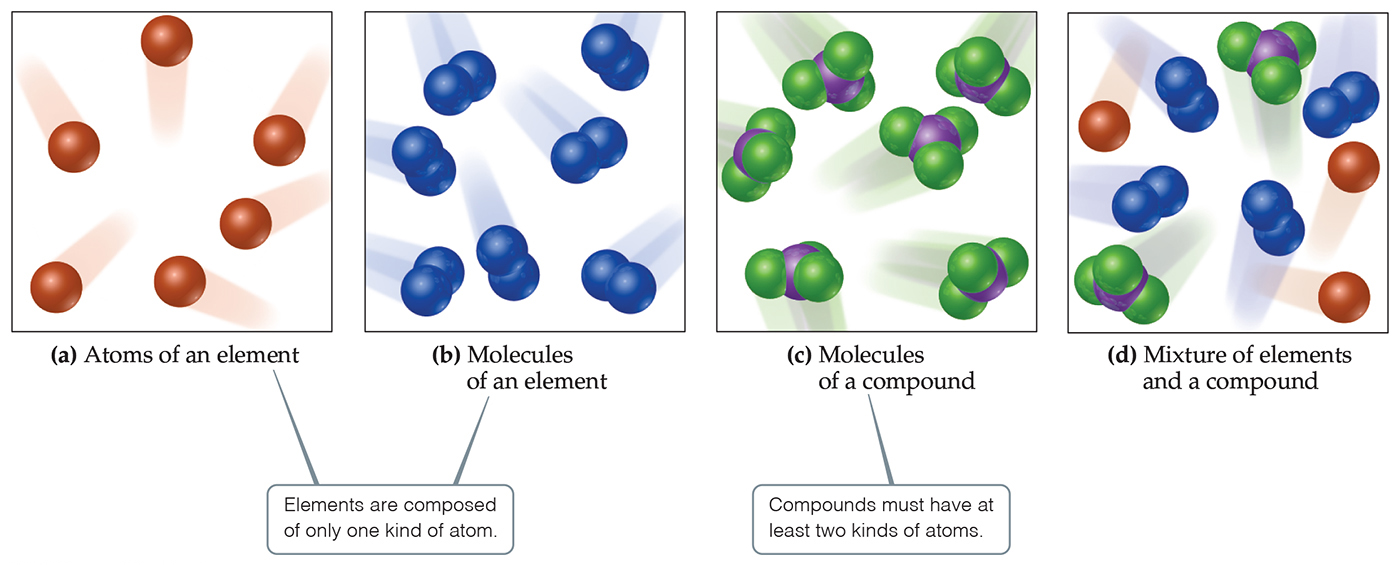 (a) Atoms of an element
(b) Molecules
of an element
(c) Molecules
of a compound
(d) Mixture of elements
and a compound
Elements are composed
of only one kind of atom.
Compounds must have at
least two kinds of atoms.